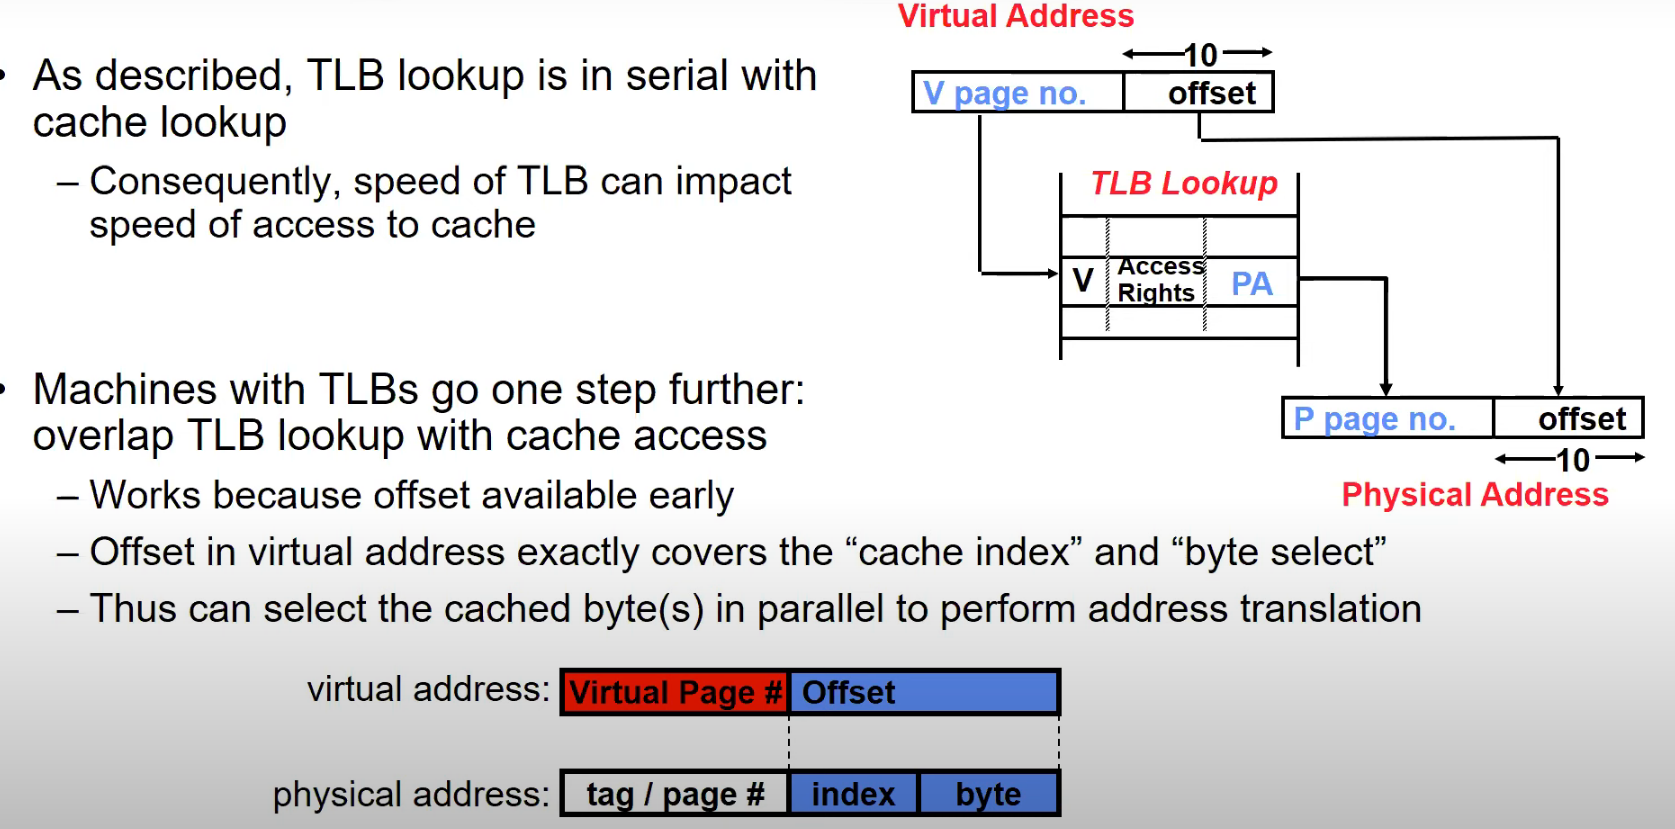 Virtual Address
10
V page no.
offset
• As described, TLB lookup is in serial with
cache lookup
– Consequently, speed of TLB can impact
speed of access to cache
TLB Lookup
V
Access
Rights
PA
• Machines with TLBs go one step further:
overlap TLB lookup with cache access
P page no.
offset
10
Physical Address
– Works because offset available early
– Offset in virtual address exactly covers the “cache index” and “byte select”
– Thus can select the cached byte(s) in parallel to perform address translation
virtual address:
Virtual Page #
Offset
physical address:
tag / page #
index
byte